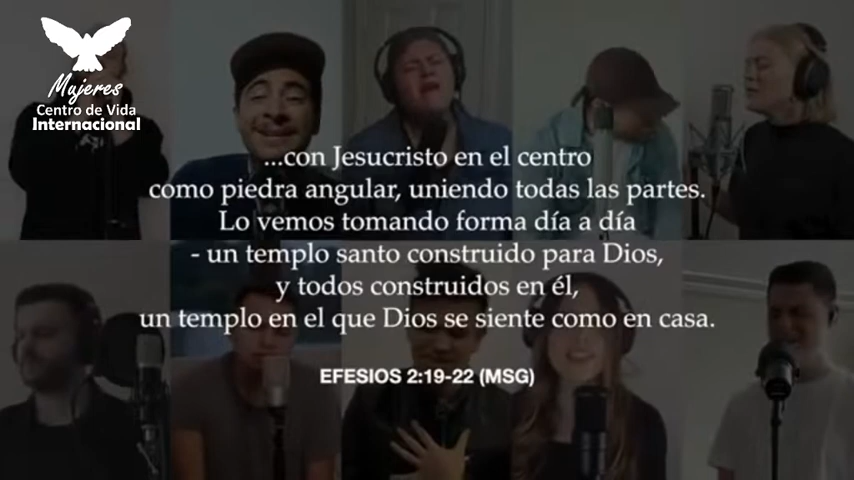 Mujeres
Centro de Vida
Internacional
...con Jesucristo en el centro
como piedra angular, uniendo todas las partes.
Lo vemos tomando forma día a día
- un templo santo construido para Dios,
y todos construidos en él,
un templo en el que Dios se siente como en casa.
EFESIOS 2:19-22 (MSG)